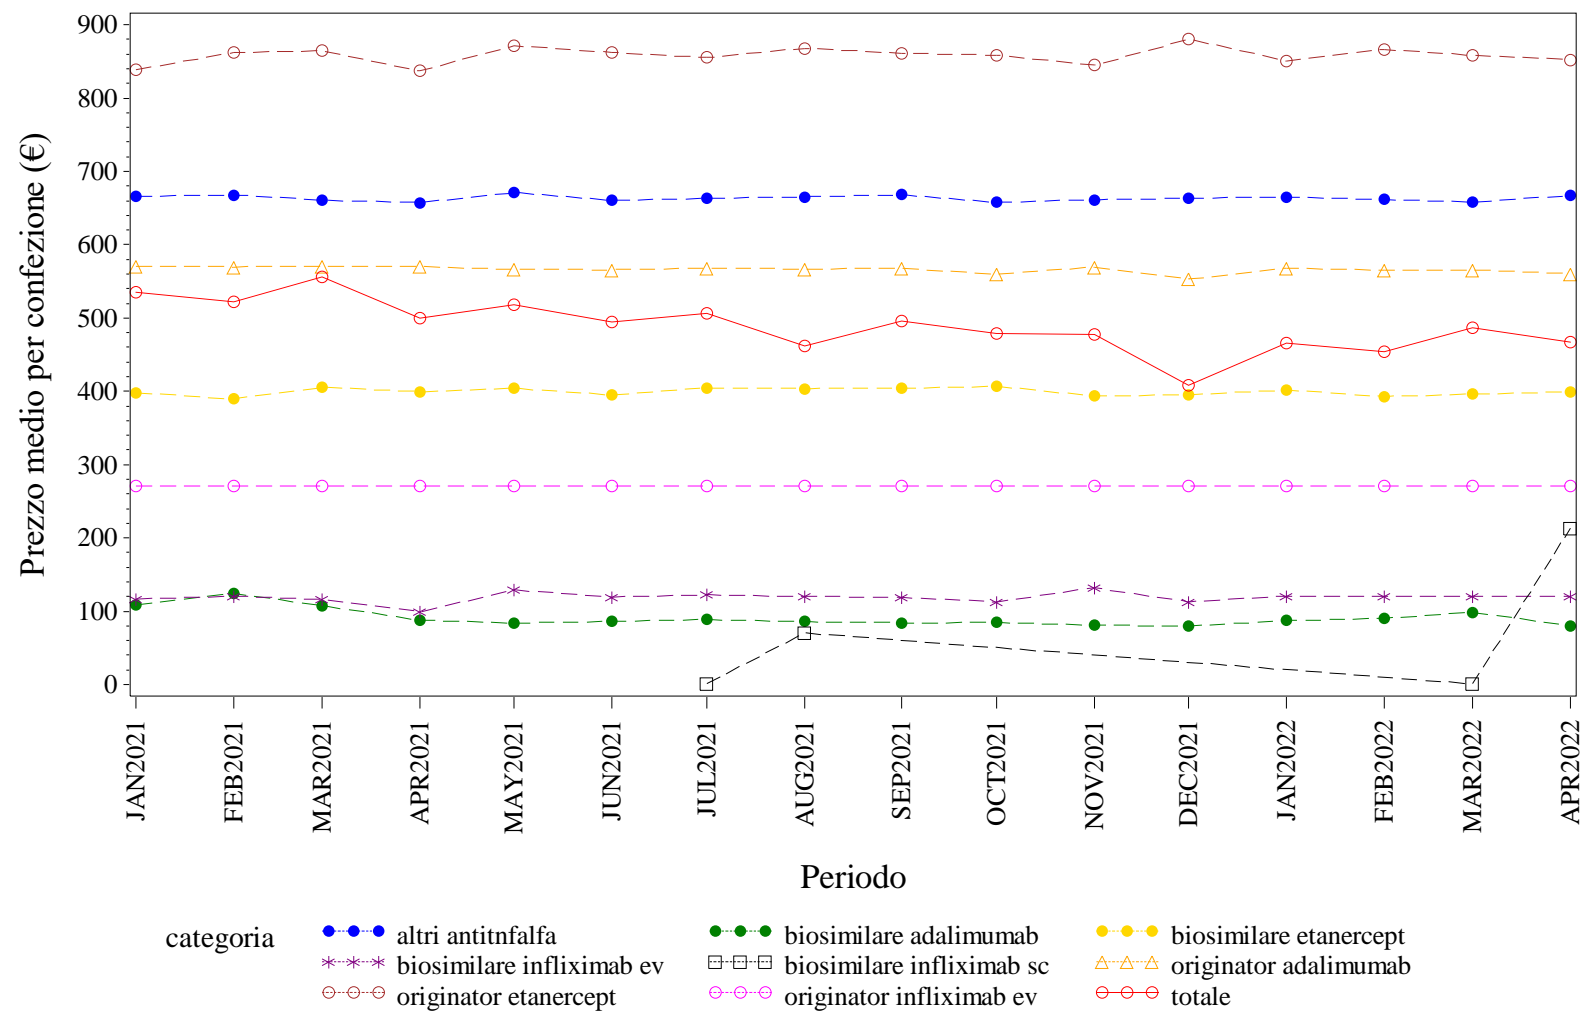 Prezzo medio per confezione (€)
900
800
700
600
500
400
300
200
100
0
JAN2021
FEB2021
MAR2021
APR2021
MAY2021
JUN2021
JUL2021
AUG2021
SEP2021
OCT2021
NOV2021
DEC2021
JAN2022
FEB2022
MAR2022
APR2022
Periodo
categoria
altri antitnfalfa
biosimilare adalimumab
biosimilare etanercept
biosimilare infliximab ev
biosimilare infliximab sc
originator adalimumab
originator etanercept
originator infliximab ev
totale